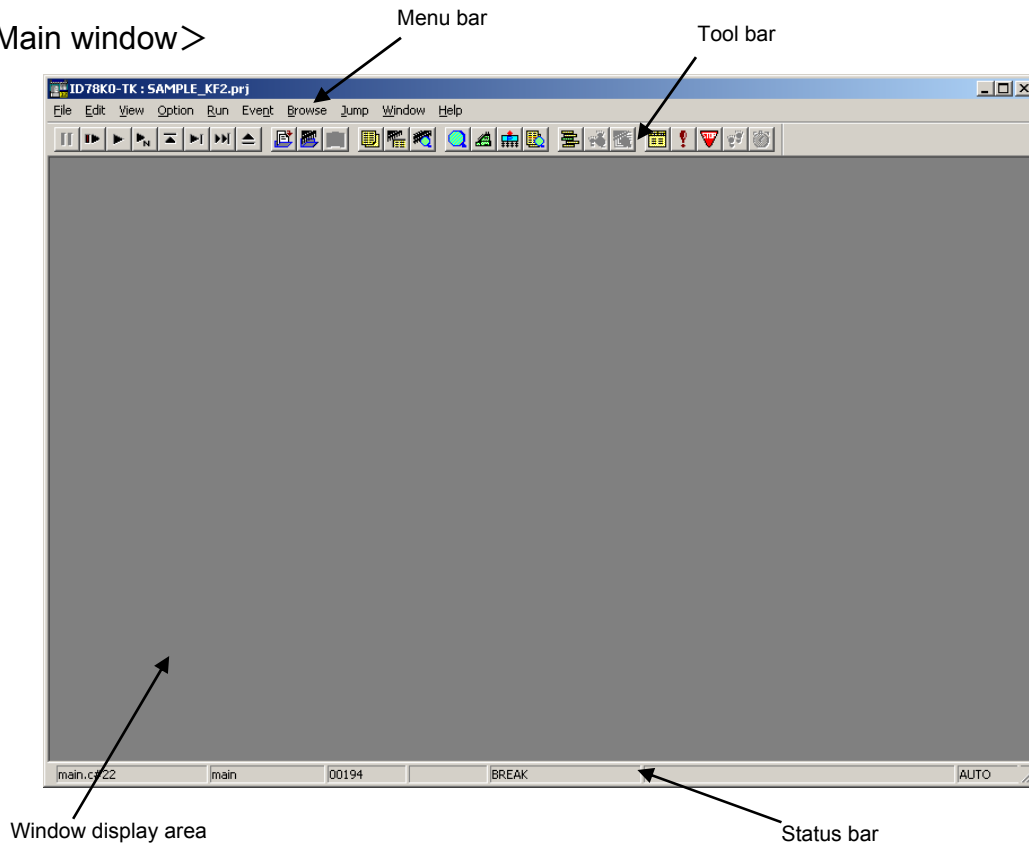 Menu bar
Tool bar
Main window＞
ID78K0-TK : SAMPLE_KF2.prj
File Edit View Option Run Event Browse Jump Window Help
main.c#22 main 00194 BREAK AUTO
Window display area
Status bar